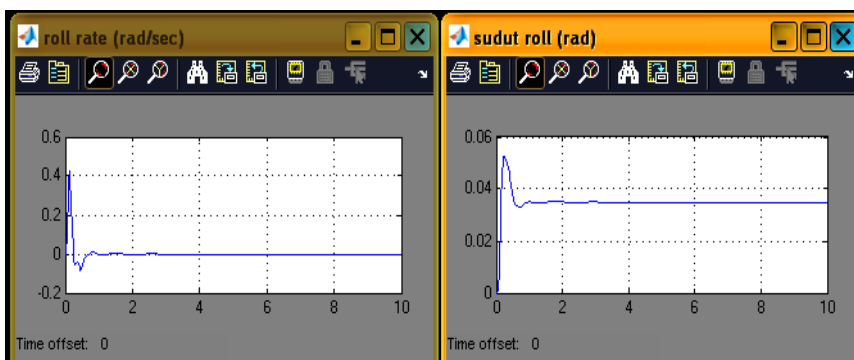 roll rate (rad/sec)
0.6
0.4
0.2
0
-0.2
0 2 4 6 8 10
Time offset: 0
sudut roll (rad)
0.06
0.04
0.02
0
0 2 4 6 8 10
Time offset: 0